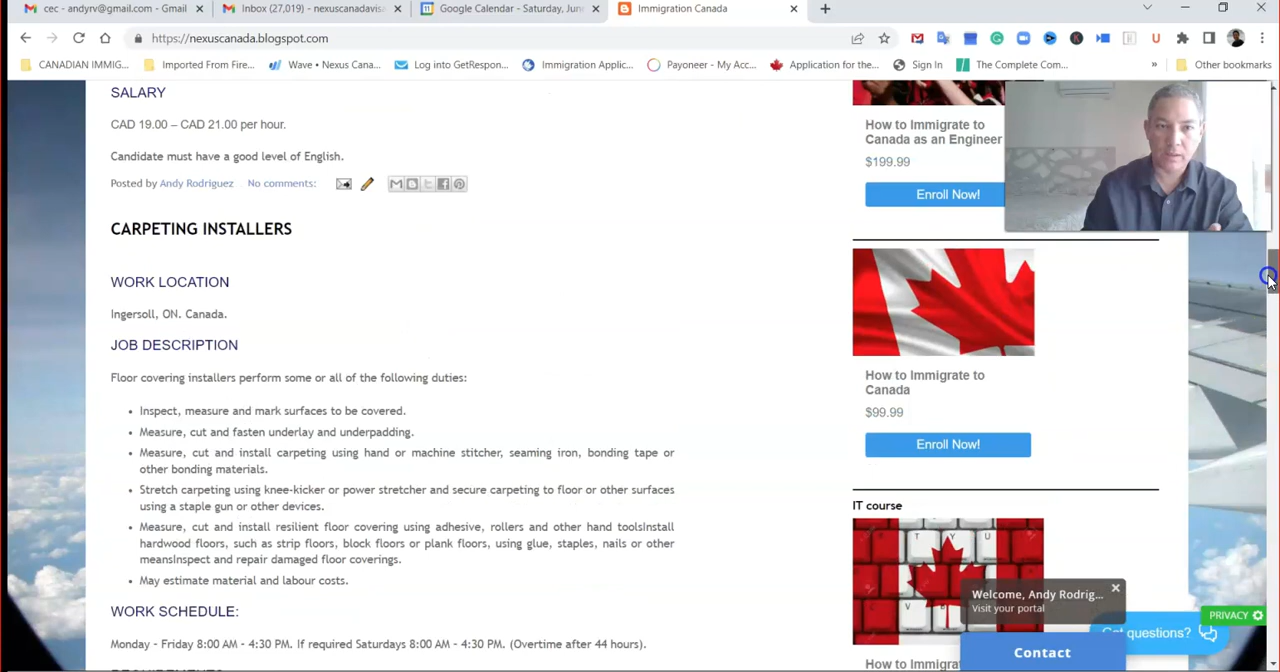 cec - andyrv@gmail.com - Gmail
Inbox (27,019) - nexuscanadavis
Google Calendar - Saturday, Jun
Immigration Canada
https://nexuscanada.blogspot.com
CANADIAN IMMIG...
Imported From Fire...
Wave • Nexus Cana...
Log into GetRespon...
Immigration Applic...
Payoneer - My Acc...
Application for the...
Sign In
The Complete Com...
»
Other bookmarks
SALARY
CAD 19.00 – CAD 21.00 per hour.
Candidate must have a good level of English.
Posted by Andy Rodriguez No comments:
CARPETING INSTALLERS
WORK LOCATION
Ingersoll, ON. Canada.
JOB DESCRIPTION
Floor covering installers perform some or all of the following duties:
• Inspect, measure and mark surfaces to be covered.
• Measure, cut and fasten underlay and underpadding.
• Measure, cut and install carpeting using hand or machine stitcher, seaming iron, bonding tape or
other bonding materials.
• Stretch carpeting using knee-kicker or power stretcher and secure carpeting to floor or other surfaces
using a staple gun or other devices.
• Measure, cut and install resilient floor covering using adhesive, rollers and other hand toolsInstall
hardwood floors, such as strip floors, block floors or plank floors, using glue, staples, nails or other
meansInspect and repair damaged floor coverings.
• May estimate material and labour costs.
WORK SCHEDULE:
Monday - Friday 8:00 AM - 4:30 PM. If required Saturdays 8:00 AM - 4:30 PM. (Overtime after 44 hours).
How to Immigrate to
Canada as an Engineer
$199.99
Enroll Now!
How to Immigrate to
Canada
$99.99
Enroll Now!
IT course
How to Immigrate
Welcome, Andy Rodrig...
Visit your portal
Got questions?
PRIVACY
Contact